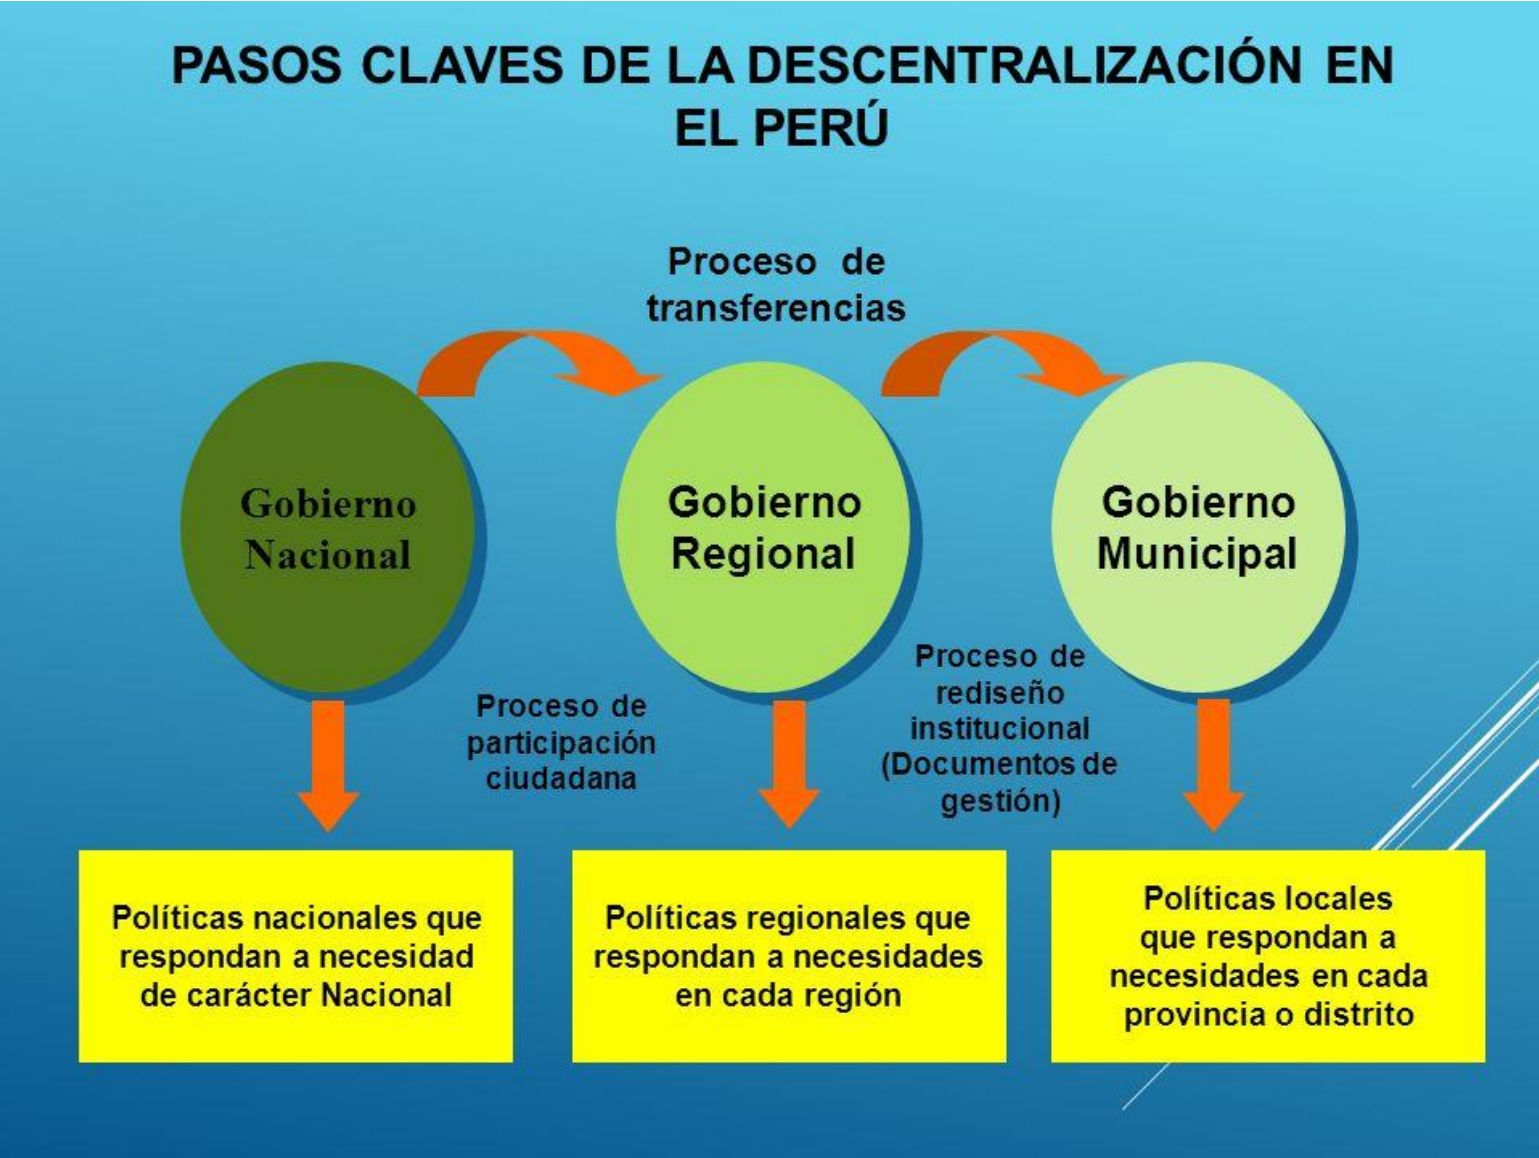 PASOS CLAVES DE LA DESCENTRALIZACIÓN EN
EL PERÚ
Proceso de
transferencias
Gobierno
Nacional
Gobierno
Regional
Gobierno
Municipal
Proceso de
participación
ciudadana
Proceso de
rediseño
institucional
(Documentos de
gestión)
Políticas nacionales que
respondan a necesidad
de carácter Nacional
Políticas regionales que
respondan a necesidades
en cada región
Políticas locales
que respondan a
necesidades en cada
provincia o distrito